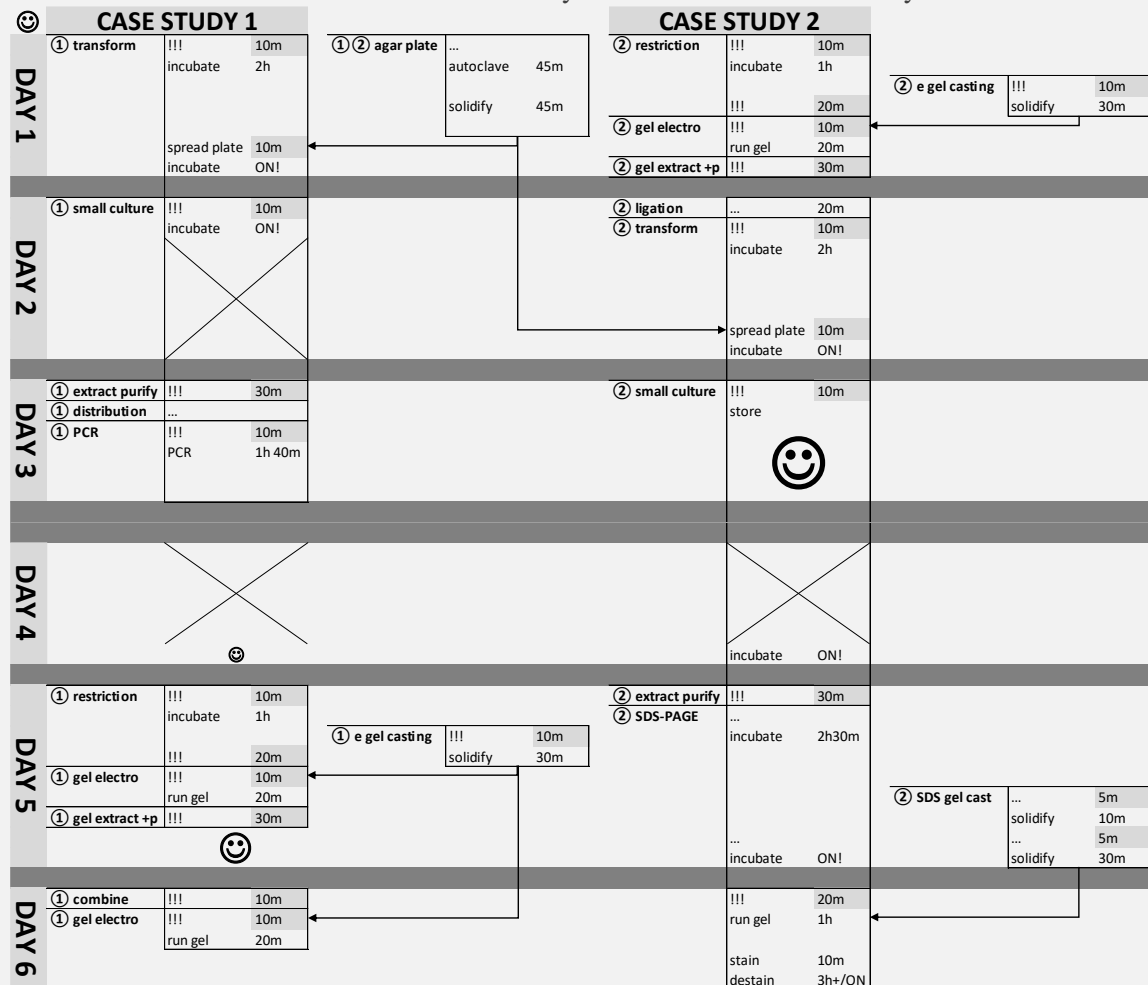 CASE STUDY 1 CASE STUDY 2
DAY 1
① transform !!! 10m
incubate 2h
spread plate 10m
incubate ON!
①② agar plate ...
autoclave 45m
solidify 45m
② restriction !!! 10m
incubate 1h
!!! 20m
② gel electro !!! 10m
run gel 20m
② gel extract +p !!! 30m
② e gel casting !!! 10m
solidify 30m
DAY 2
① small culture !!! 10m
incubate ON!
② ligation ... 20m
② transform !!! 10m
incubate 2h
spread plate 10m
incubate ON!
DAY 3
① extract purify !!! 30m
① distribution ...
① PCR !!! 10m
PCR 1h 40m
② small culture !!! 10m
store
DAY 4
incubate ON!
DAY 5
① restriction !!! 10m
incubate 1h
!!! 20m
① gel electro !!! 10m
run gel 20m
① gel extract +p !!! 30m
① e gel casting !!! 10m
solidify 30m
② extract purify !!! 30m
② SDS-PAGE ...
incubate 2h30m
...
incubate ON!
② SDS gel cast ... 5m
solidify 10m
... 5m
solidify 30m
DAY 6
① combine !!! 10m
① gel electro !!! 10m
run gel 20m
!!! 20m
run gel 1h
stain 10m
destain 3h+/ON